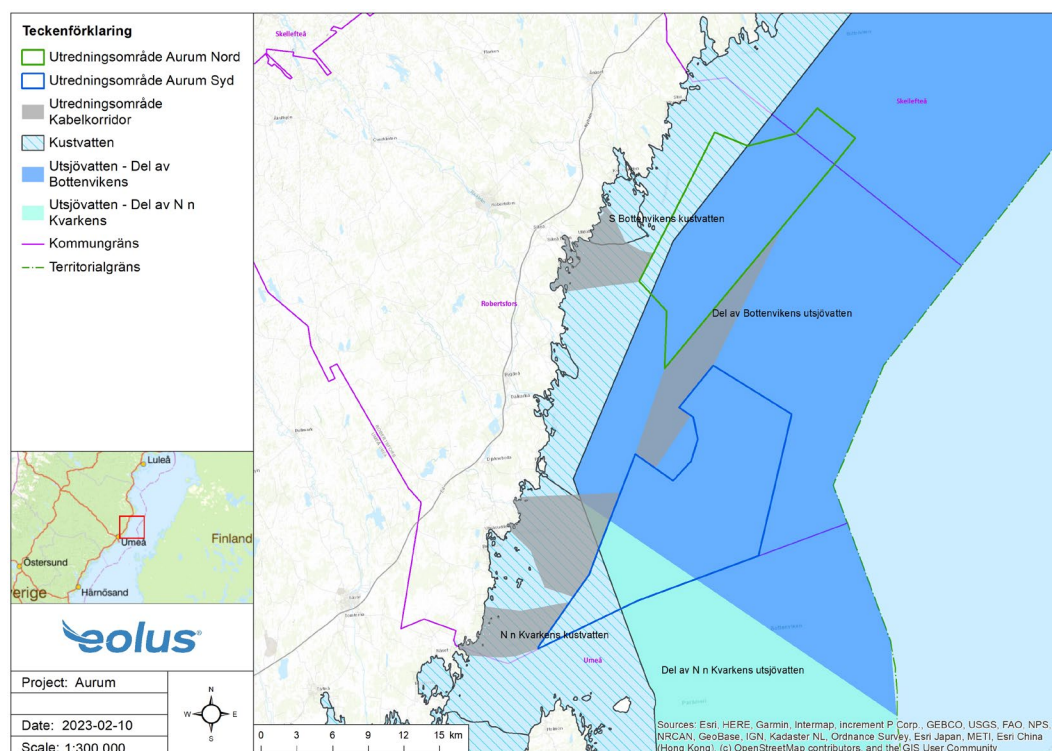 Teckenförklaring
Utredningsområde Aurum Nord
Utredningsområde Aurum Syd
Utredningsområde
Kabelkorridor
Kustvatten
Utsjövatten - Del av
Bottenvikens
Utsjövatten - Del av N n
Kvarkens
Kommungräns
Territorialgräns
Skellefteå
Skellefteå
S Bottenvikens kustvatten
Robertsfors
Del av Bottenvikens utsjövatten
N n Kvarkens kustvatten
Umeå
Del av N n Kvarkens utsjövatten
Luleå
Umeå
Finland
Östersund
erige
Härnösand
eolus
Project: Aurum
Date: 2023-02-10
Scale: 1:300 000
N
W E
S
0 3 6 9 12 15 km
Sources: Esri, HERE, Garmin, Intermap, increment P Corp., GEBCO, USGS, FAO, NPS,
NRCAN, GeoBase, IGN, Kadaster NL, Ordnance Survey, Esri Japan, METI, Esri China
(Hong Kong), (c) OpenStreetMap contributors, and the GIS User Community